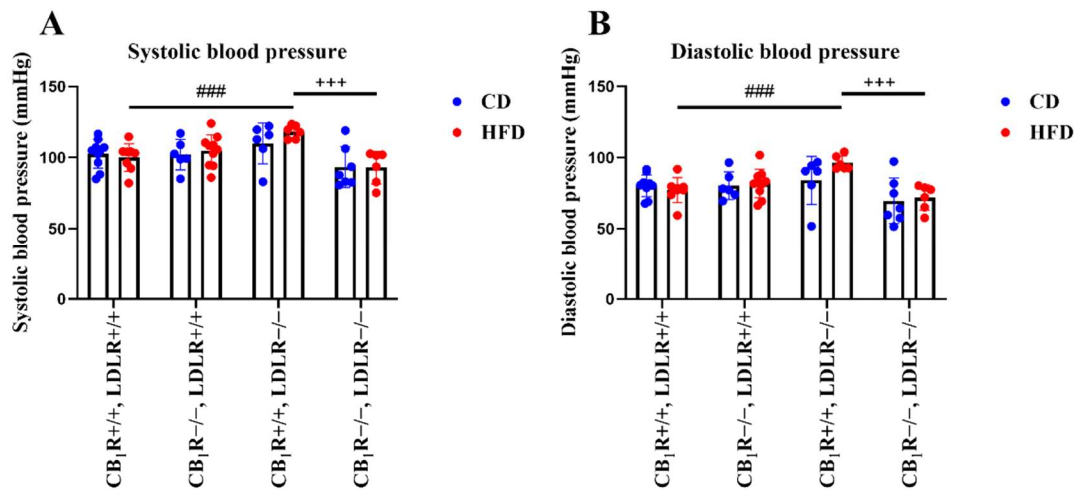 A
Systolic blood pressure
Systolic blood pressure (mmHg)
150
100
50
0
###
+++
CD
HFD
CB₁R+/+, LDLR+/+
CB₁R−/−, LDLR+/+
CB₁R+/+, LDLR−/−
CB₁R−/−, LDLR−/−
B
Diastolic blood pressure
Diastolic blood pressure (mmHg)
150
100
50
0
###
+++
CD
HFD
CB₁R+/+, LDLR+/+
CB₁R−/−, LDLR+/+
CB₁R+/+, LDLR−/−
CB₁R−/−, LDLR−/−